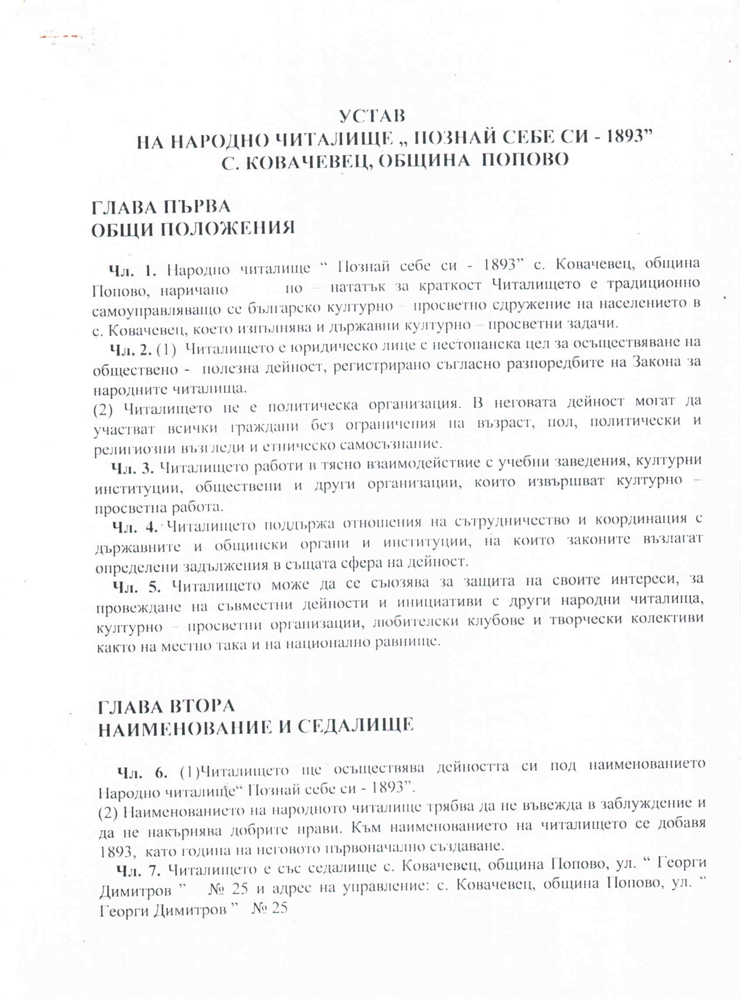 УСТАВ
НА НАРОДНО ЧИТАЛИЩЕ „ ПОЗНАЙ СЕБЕ СИ - 1893”
С. КОВАЧЕВЕЦ, ОБЩИНА ПОПОВО
ГЛАВА ПЪРВА
ОБЩИ ПОЛОЖЕНИЯ
Чл. 1. Народно читалище “ Познай себе си - 1893” с. Ковачевец, община
Попово, наричано по – нататък за краткост Читалището е традиционно
самоуправляващо се българско културно – просветно сдружение на населението в
с. Ковачевец, което изпълнява и държавни културно – просветни задачи.
Чл. 2. (1) Читалището е юридическо лице с нестопанска цел за осъществяване на
обществено - полезна дейност, регистрирано съгласно разпоредбите на Закона за
народните читалища.
(2) Читалището не е политическа организация. В неговата дейност могат да
участват всички граждани без ограничения на възраст, пол, политически и
религиозни възгледи и етническо самосъзнание.
Чл. 3. Читалището работи в тясно взаимодействие с учебни заведения, културни
институции, обществени и други организации, които извършват културно –
просветна работа.
Чл. 4. Читалището поддържа отношения на сътрудничество и координация с
държавните и общински органи и институции, на които законите възлагат
определени задължения в същата сфера на дейност.
Чл. 5. Читалището може да се съюзява за защита на своите интереси, за
провеждане на съвместни дейности и инициативи с други народни читалища,
културно – просветни организации, любителски клубове и творчески колективи
както на местно така и на национално равнище.
ГЛАВА ВТОРА
НАИМЕНОВАНИЕ И СЕДАЛИЩЕ
Чл. 6. (1)Читалището ще осъществява дейността си под наименованието
Народно читалище“ Познай себе си - 1893”.
(2) Наименованието на народното читалище трябва да не въвежда в заблуждение и
да не накърнява добрите нрави. Към наименованието на читалището се добавя
1893, като година на неговото първоначално създаване.
Чл. 7. Читалището е със седалище с. Ковачевец, община Попово, ул. “ Георги
Димитров ” № 25 и адрес на управление: с. Ковачевец, община Попово, ул. “
Георги Димитров ” № 25